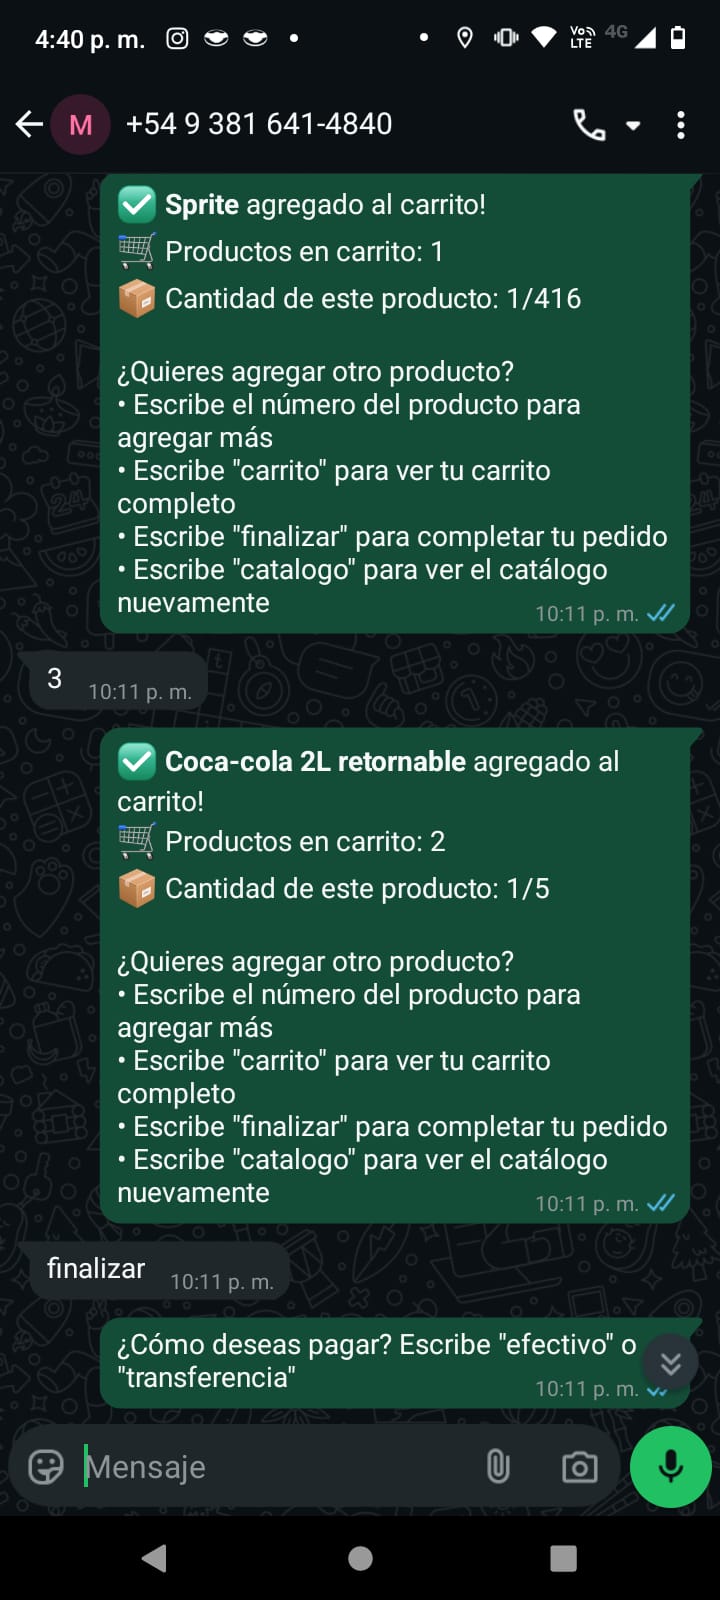 4:40 p. m.
Vo LTE 4G
M +54 9 381 641-4840
✅ Sprite agregado al carrito!
🛒 Productos en carrito: 1
📦 Cantidad de este producto: 1/416
¿Quieres agregar otro producto?
• Escribe el número del producto para
agregar más
• Escribe "carrito" para ver tu carrito
completo
• Escribe "finalizar" para completar tu pedido
• Escribe "catalogo" para ver el catálogo
nuevamente
10:11 p. m.
3 10:11 p. m.
✅ Coca-cola 2L retornable agregado al
carrito!
🛒 Productos en carrito: 2
📦 Cantidad de este producto: 1/5
¿Quieres agregar otro producto?
• Escribe el número del producto para
agregar más
• Escribe "carrito" para ver tu carrito
completo
• Escribe "finalizar" para completar tu pedido
• Escribe "catalogo" para ver el catálogo
nuevamente
10:11 p. m.
finalizar 10:11 p. m.
¿Cómo deseas pagar? Escribe "efectivo" o
"transferencia"
10:11 p. m.
Mensaje